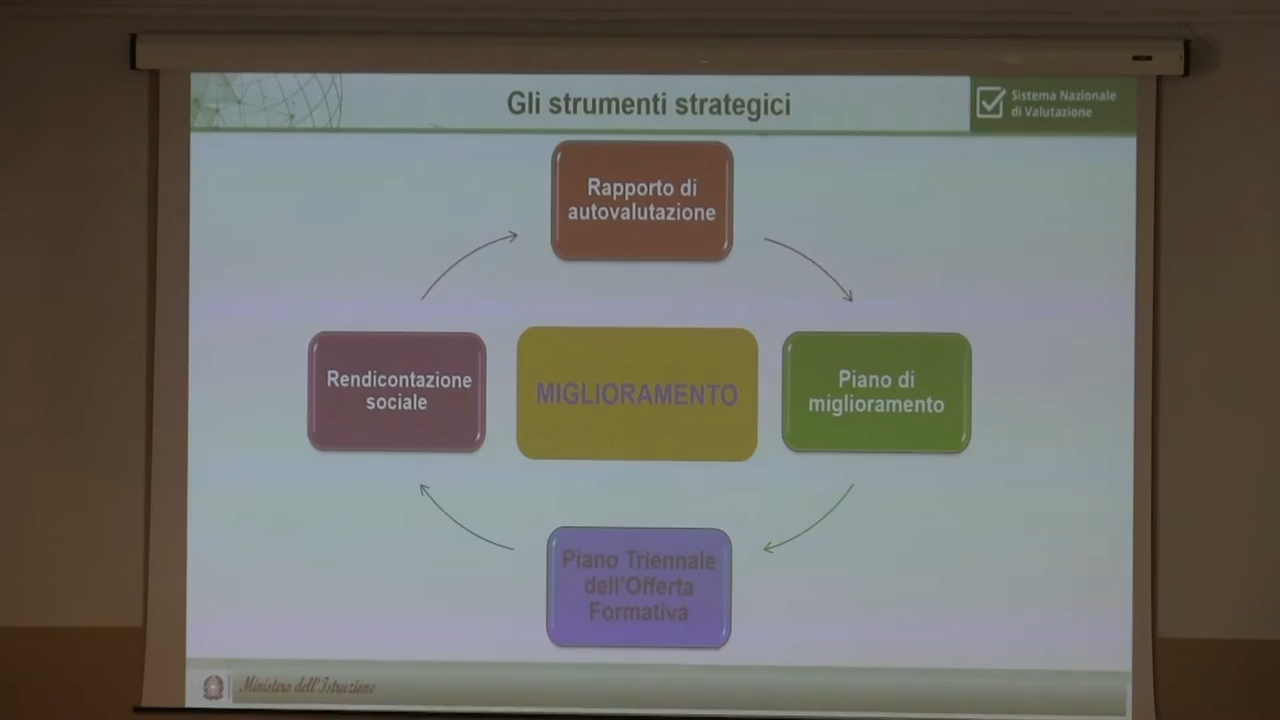 Gli strumenti strategici
Sistema Nazionale
di Valutazione
Rapporto di
autovalutazione
Rendicontazione
sociale
MIGLIORAMENTO
Piano di
miglioramento
Piano Triennale
dell'Offerta
Formativa
Ministero dell'Istruzione